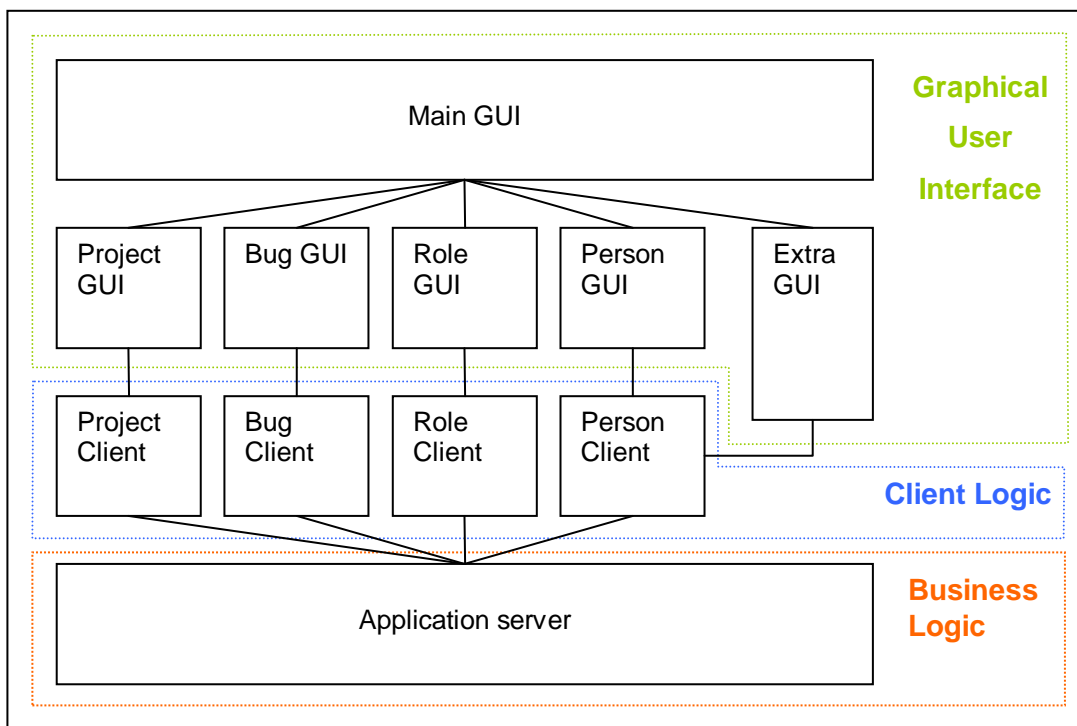 Main GUI
Graphical
User
Interface
Project
GUI
Bug GUI
Role
GUI
Person
GUI
Extra
GUI
Project
Client
Bug
Client
Role
Client
Person
Client
Client Logic
Application server
Business
Logic